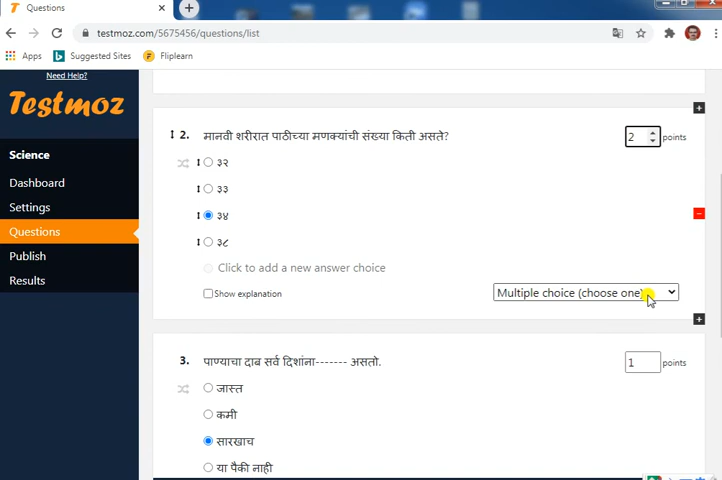 Questions
testmoz.com/5675456/questions/list
Apps
Suggested Sites
Fliplearn
Need Help?
Testmoz
Science
Dashboard
Settings
Questions
Publish
Results
2. मानवी शरीरात पाठीच्या मणक्यांची संख्या किती असते?
2 points
३२
३३
३४
३८
Click to add a new answer choice
Show explanation
Multiple choice (choose one)
3. पाण्याचा दाब सर्व दिशांना------- असतो.
1 points
जास्त
कमी
सारखाच
या पैकी नाही